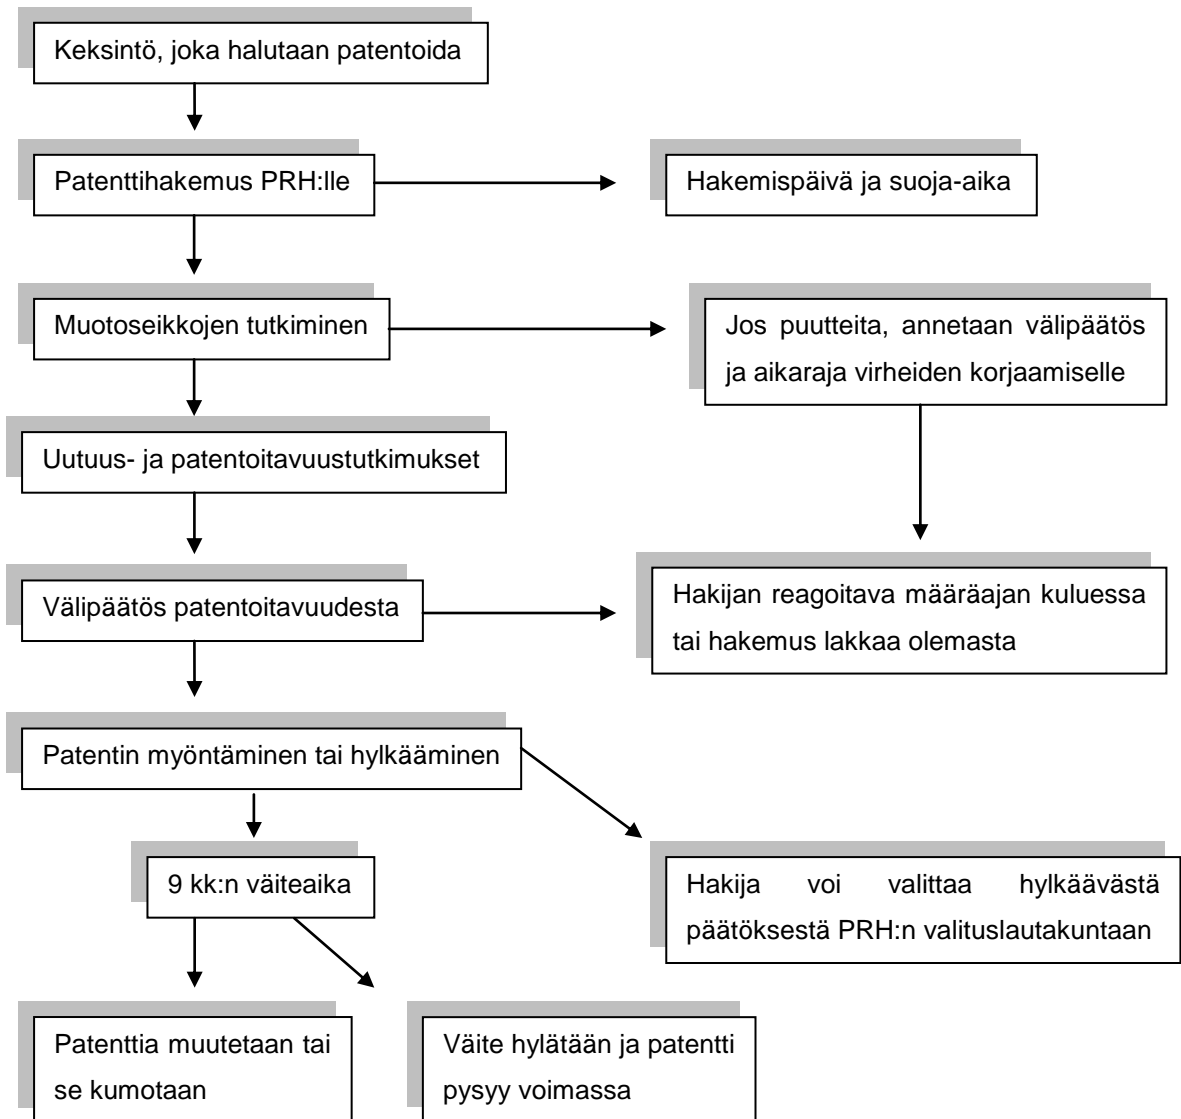 Keksintö, joka halutaan patentoida
Patenttihakemus PRH:lle
Hakemispäivä ja suoja-aika
Muotoseikkojen tutkiminen
Jos puutteita, annetaan välipäätös
ja aikaraja virheiden korjaamiselle
Uutuus- ja patentoitavuustutkimukset
Välipäätös patentoitavuudesta
Hakijan reagoitava määräajan kuluessa
tai hakemus lakkaa olemasta
Patentin myöntäminen tai hylkääminen
9 kk:n väiteaika
Hakija voi valittaa hylkäävästä
päätöksestä PRH:n valituslautakuntaan
Patenttia muutetaan tai
se kumotaan
Väite hylätään ja patentti
pysyy voimassa